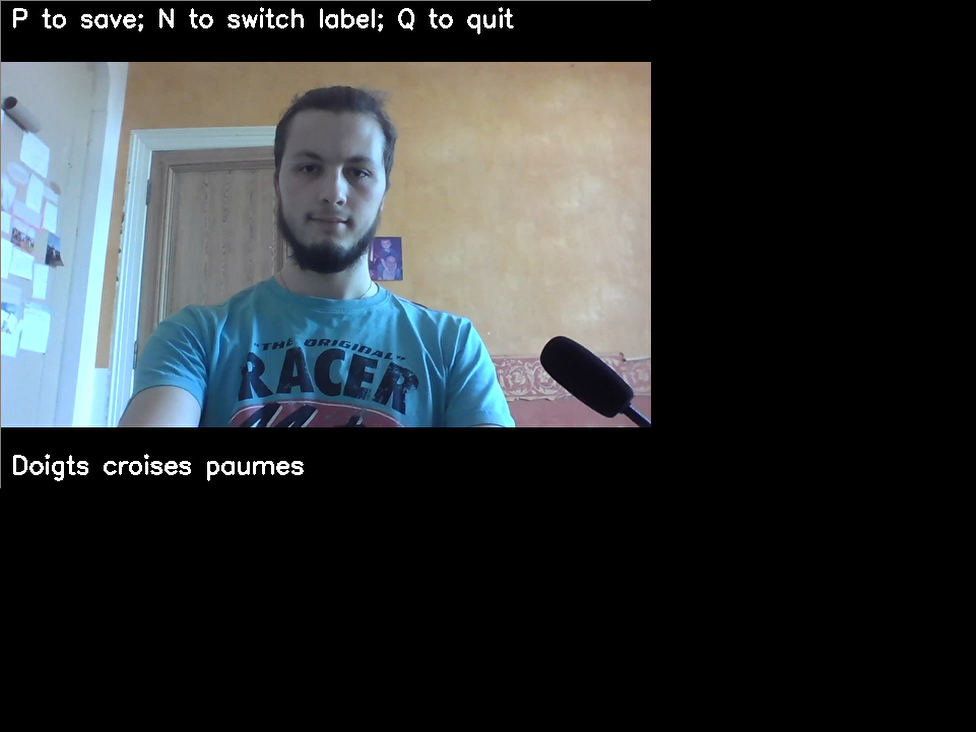 P to save; N to switch label; Q to quit
"THE ORIGINAL"
RACER
Doigts croises paumes